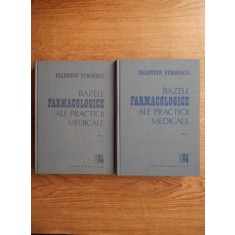 VALENTIN STROESCU
BAZELE
FARMACOLOGICE
ALE PRACTICII
MEDICALE
VALENTIN STROESCU
BAZELE
FARMACOLOGICE
ALE PRACTICII
MEDICALE